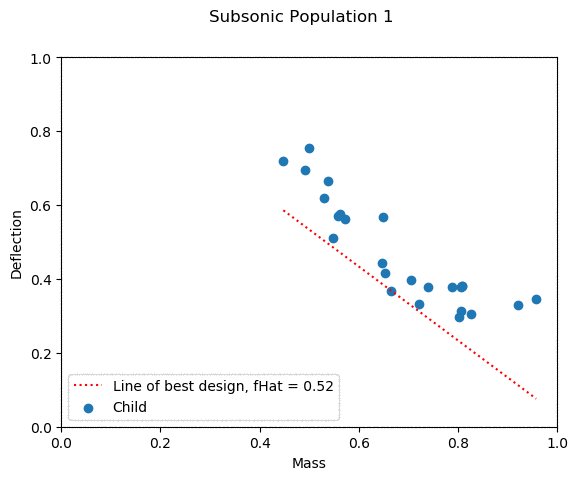 Subsonic Population 1
Deflection
1.0
0.8
0.6
0.4
0.2
0.0
Line of best design, fHat = 0.52
Child
0.0 0.2 0.4 0.6 0.8 1.0
Mass